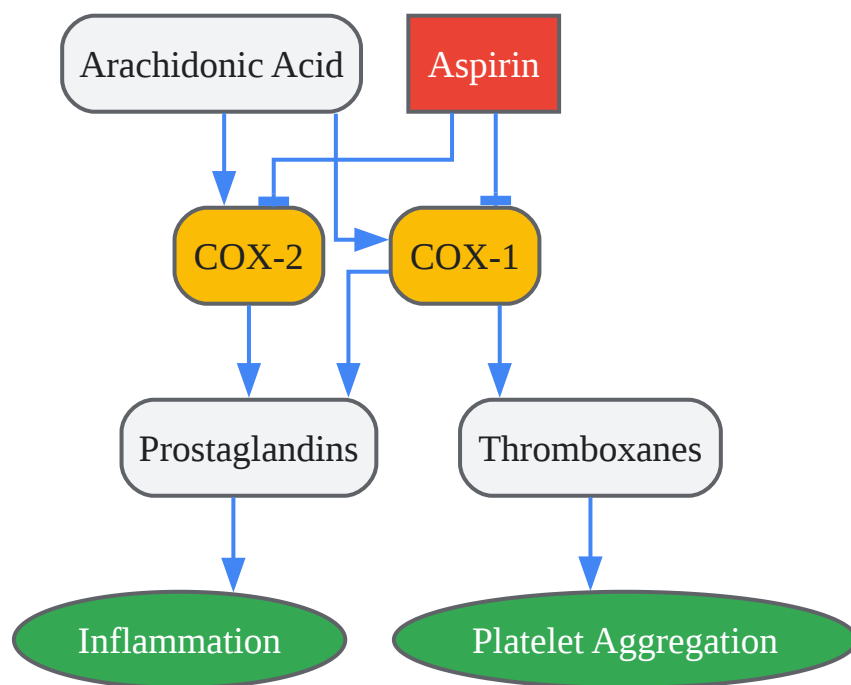 Arachidonic Acid
Aspirin
COX-2
COX-1
Prostaglandins
Thromboxanes
Inflammation
Platelet Aggregation